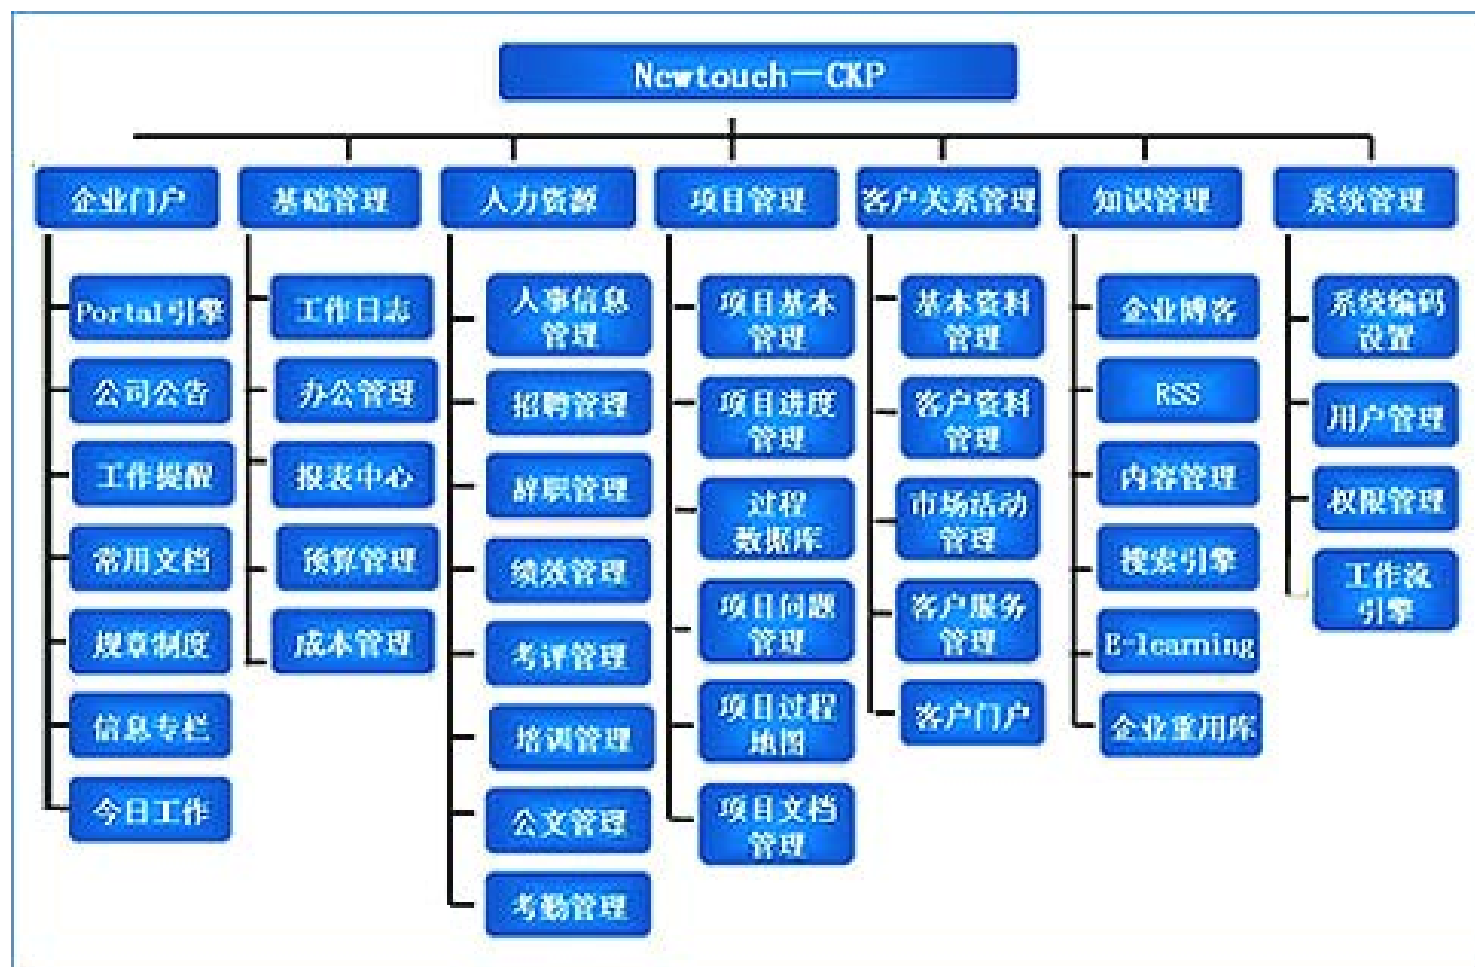 Newtouch—CKP
企业门户
基础管理
人力资源
项目管理
客户关系管理
知识管理
系统管理
Portal引擎
公司公告
工作提醒
常用文档
规章制度
信息专栏
今日工作
工作日志
办公管理
报表中心
预算管理
成本管理
人事信息
管理
招聘管理
辞职管理
绩效管理
考评管理
培训管理
公文管理
考勤管理
项目基本
管理
项目进度
管理
过程
数据库
项目问题
管理
项目过程
地图
项目文档
管理
基本资料
管理
客户资料
管理
市场活动
管理
客户服务
管理
客户门户
企业博客
RSS
内容管理
搜索引擎
E-learning
企业重用库
系统编码
设置
用户管理
权限管理
工作流
引擎